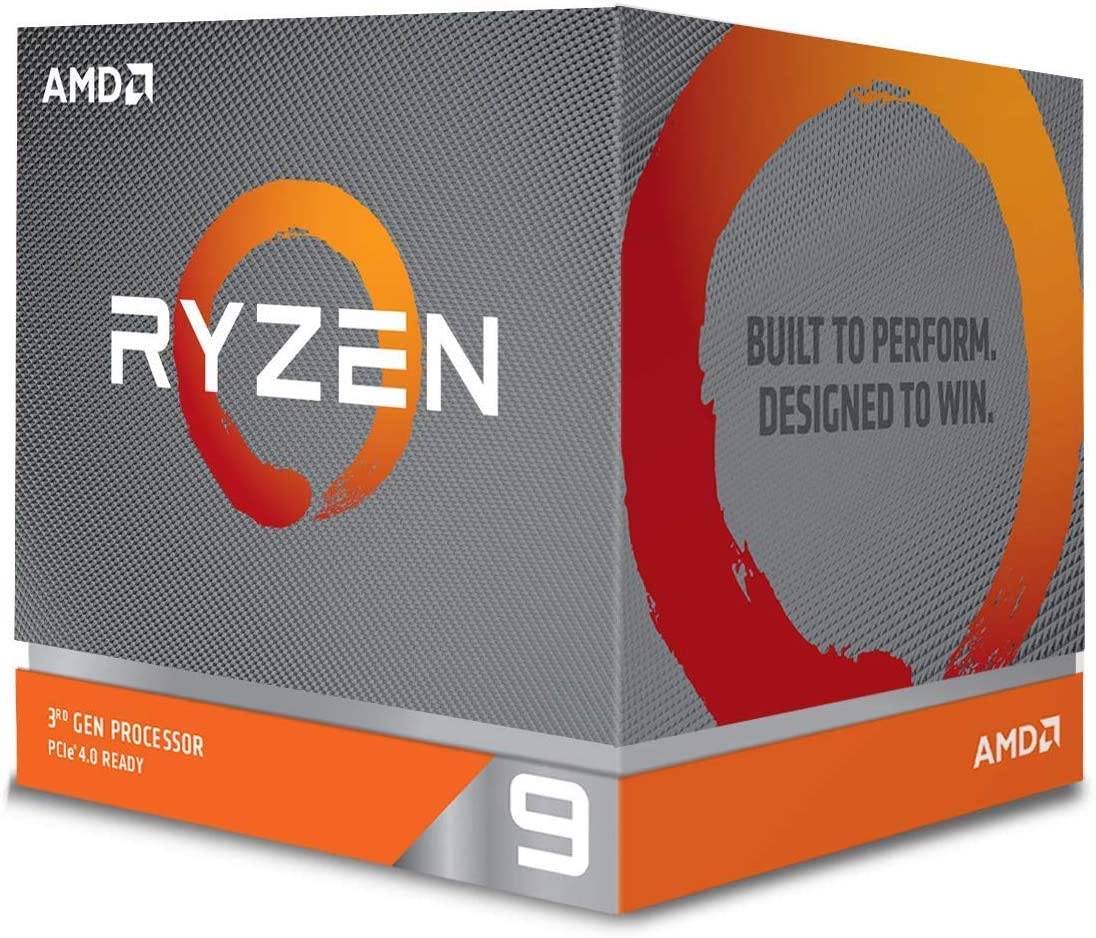 AMD
RYZEN
3RD GEN PROCESSOR
PCIe® 4.0 READY
9
BUILT TO PERFORM.
DESIGNED TO WIN.
AMD